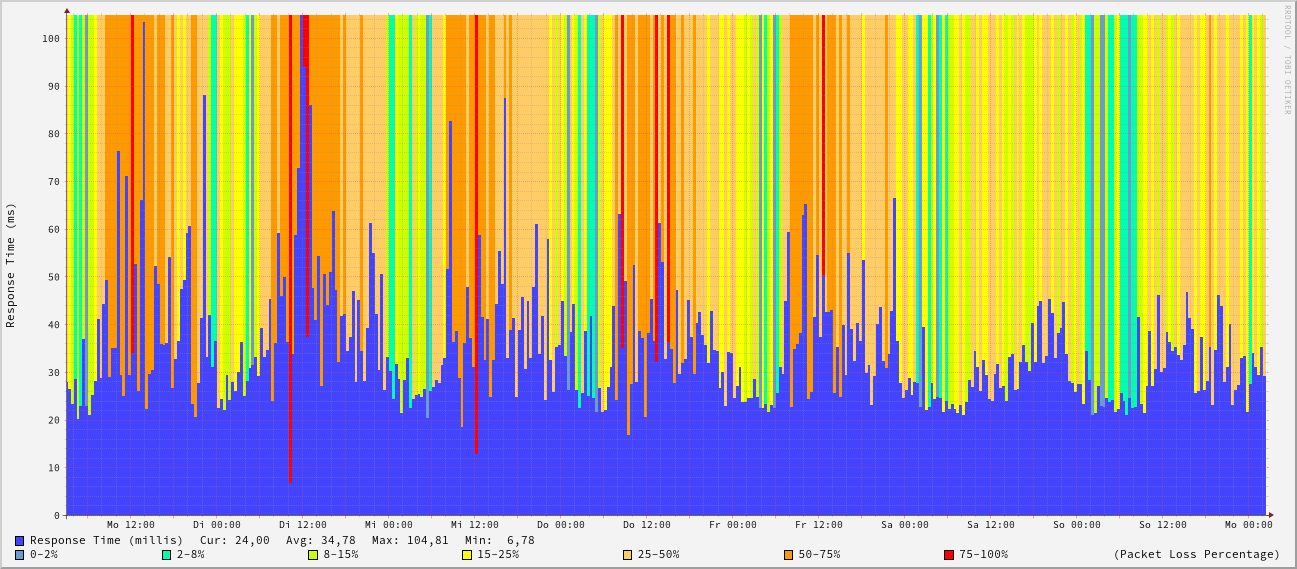 RRDTOOL / TOBI OETIKER
Response Time (ms)
100
90
80
70
60
50
40
30
20
10
0
Mo 12:00 Di 00:00 Di 12:00 Mi 00:00 Mi 12:00 Do 00:00 Do 12:00 Fr 00:00 Fr 12:00 Sa 00:00 Sa 12:00 So 00:00 So 12:00 Mo 00:00
Response Time (millis) Cur: 24,00 Avg: 34,78 Max: 104,81 Min: 6,78
0-2% 2-8% 8-15% 15-25% 25-50% 50-75% 75-100% (Packet Loss Percentage)